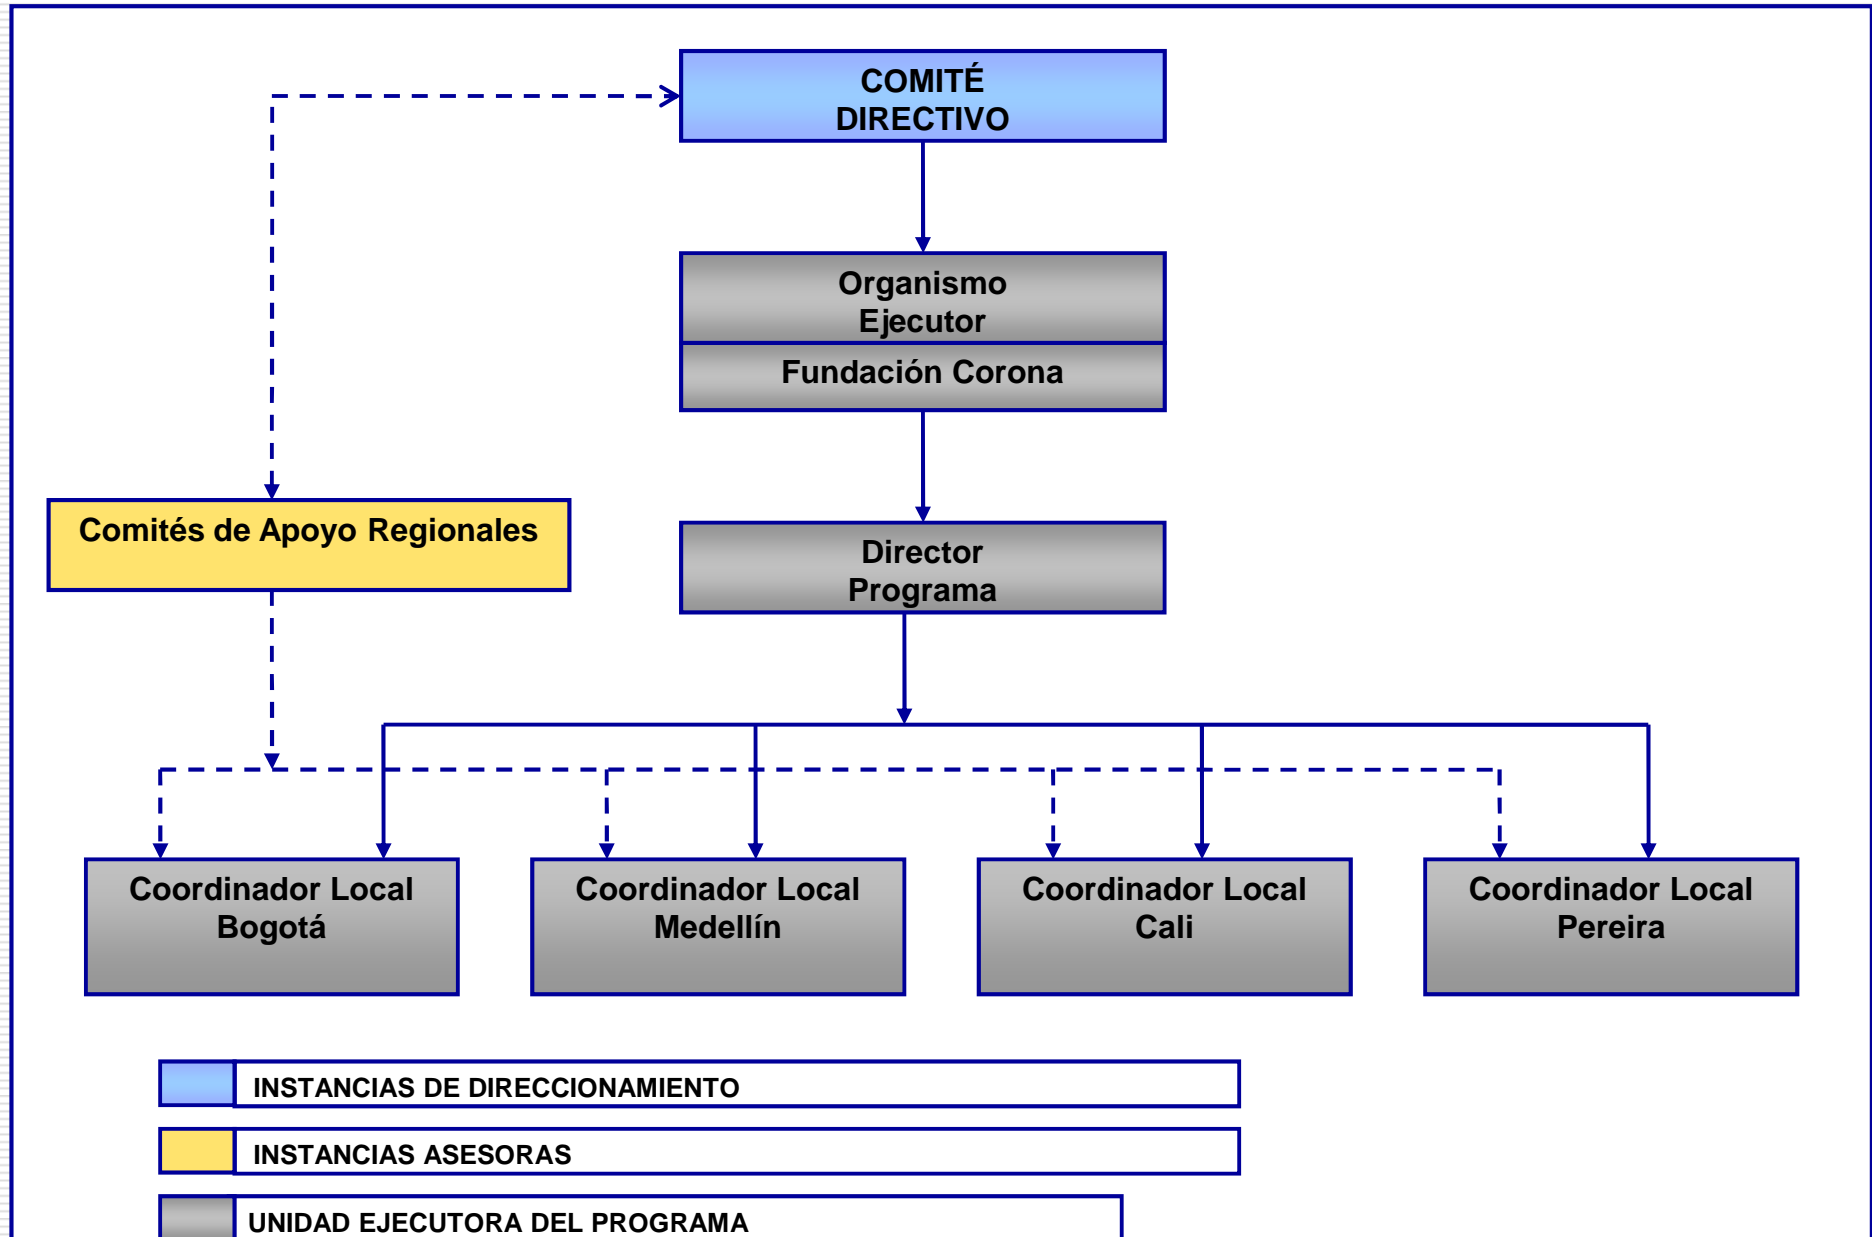 COMITÉ
DIRECTIVO
Organismo
Ejecutor
Fundación Corona
Comités de Apoyo Regionales
Director
Programa
Coordinador Local
Bogotá
Coordinador Local
Medellín
Coordinador Local
Cali
Coordinador Local
Pereira
INSTANCIAS DE DIRECCIONAMIENTO
INSTANCIAS ASESORAS
UNIDAD EJECUTORA DEL PROGRAMA